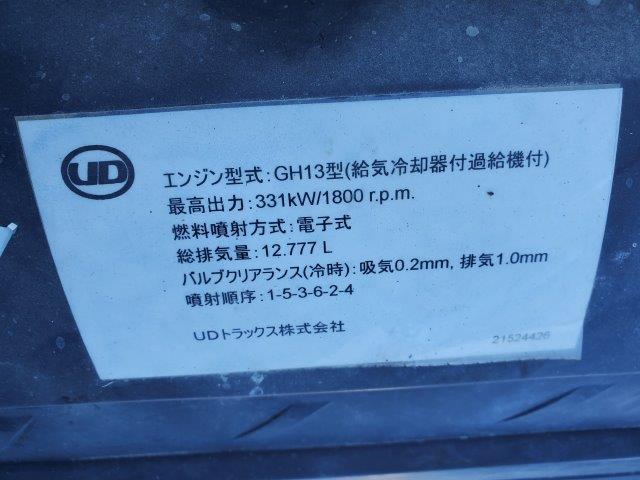 UD
エンジン型式:GH13型(給気冷却器付過給機付)
最高出力:331kW/1800 r.p.m.
燃料噴射方式:電子式
総排気量:12.777 L
バルブクリアランス(冷時):吸気0.2mm, 排気1.0mm
噴射順序:1-5-3-6-2-4
UDトラックス株式会社
21524426